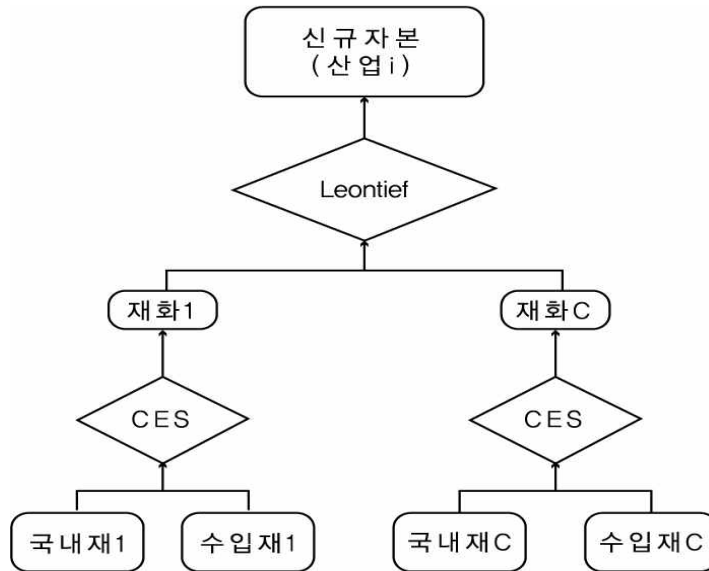 신규자본
(산업i)
Leontief
재화1
재화C
CES
CES
국내재1
수입재1
국내재C
수입재C